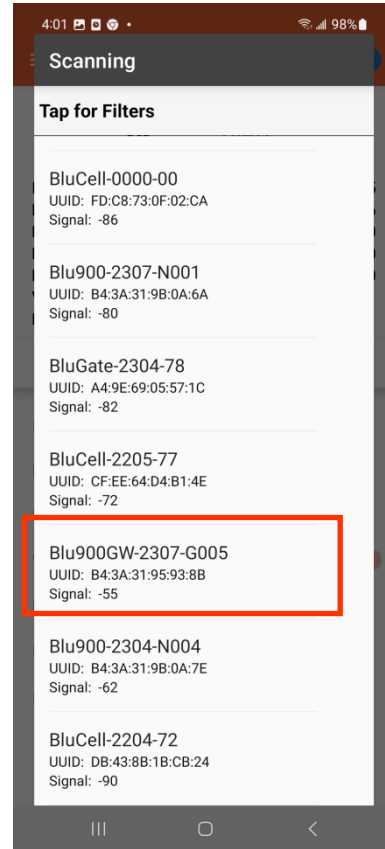 4:01 98%
Scanning
Tap for Filters
BluCell-0000-00
UUID: FD:C8:73:0F:02:CA
Signal: -86
Blu900-2307-N001
UUID: B4:3A:31:9B:0A:6A
Signal: -80
BluGate-2304-78
UUID: A4:9E:69:05:57:1C
Signal: -82
BluCell-2205-77
UUID: CF:EE:64:D4:B1:4E
Signal: -72
Blu900GW-2307-G005
UUID: B4:3A:31:95:93:8B
Signal: -55
Blu900-2304-N004
UUID: B4:3A:31:9B:0A:7E
Signal: -62
BluCell-2204-72
UUID: DB:43:8B:1B:CB:24
Signal: -90